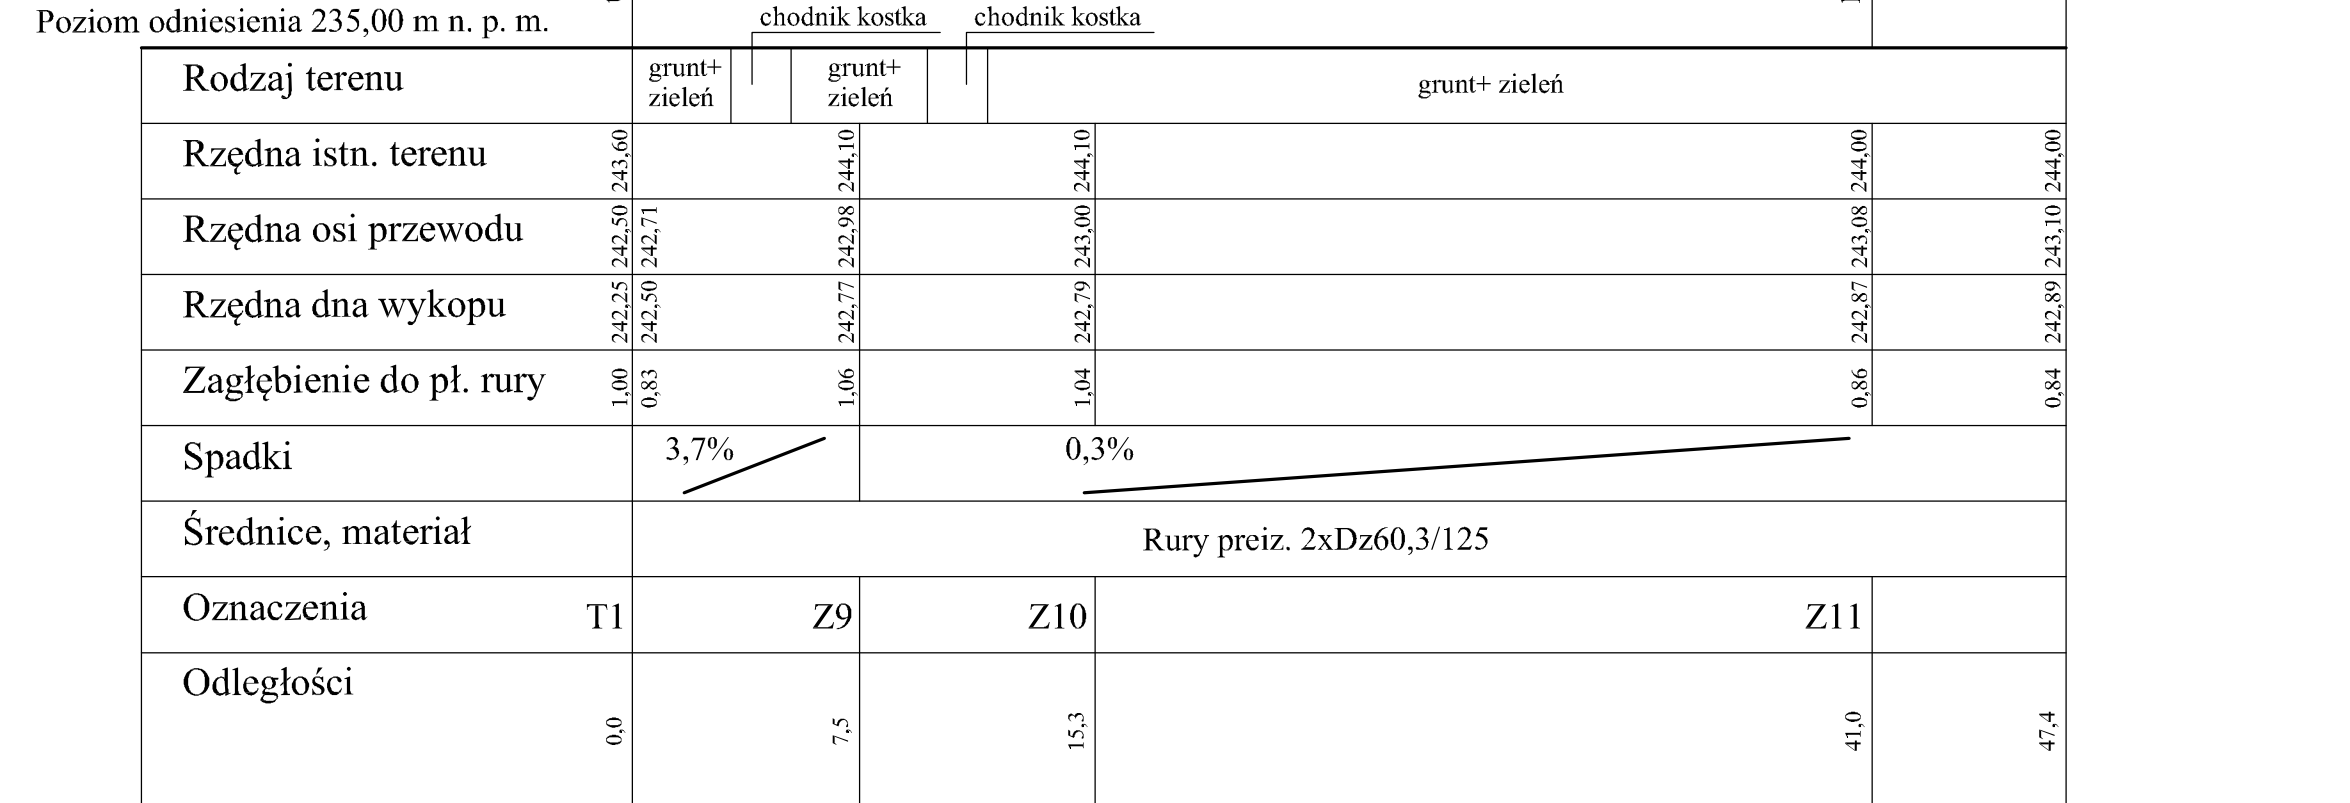 Poziom odniesienia 235,00 m n. p. m.
chodnik kostka
chodnik kostka
Rodzaj terenu
grunt+
zieleń
grunt+
zieleń
grunt+ zieleń
Rzędna istn. terenu
243,60
244,10
244,10
244,00
244,00
Rzędna osi przewodu
242,50
242,71
242,98
243,00
243,08
243,10
Rzędna dna wykopu
242,25
242,50
242,77
242,79
242,87
242,89
Zagłębienie do pł. rury
1,00
0,83
1,06
1,04
0,86
0,84
Spadki
3,7%
0,3%
Średnice, materiał
Rury preiz. 2xDz60,3/125
Oznaczenia
T1
Z9
Z10
Z11
Odległości
0,0
7,5
15,3
41,0
47,4